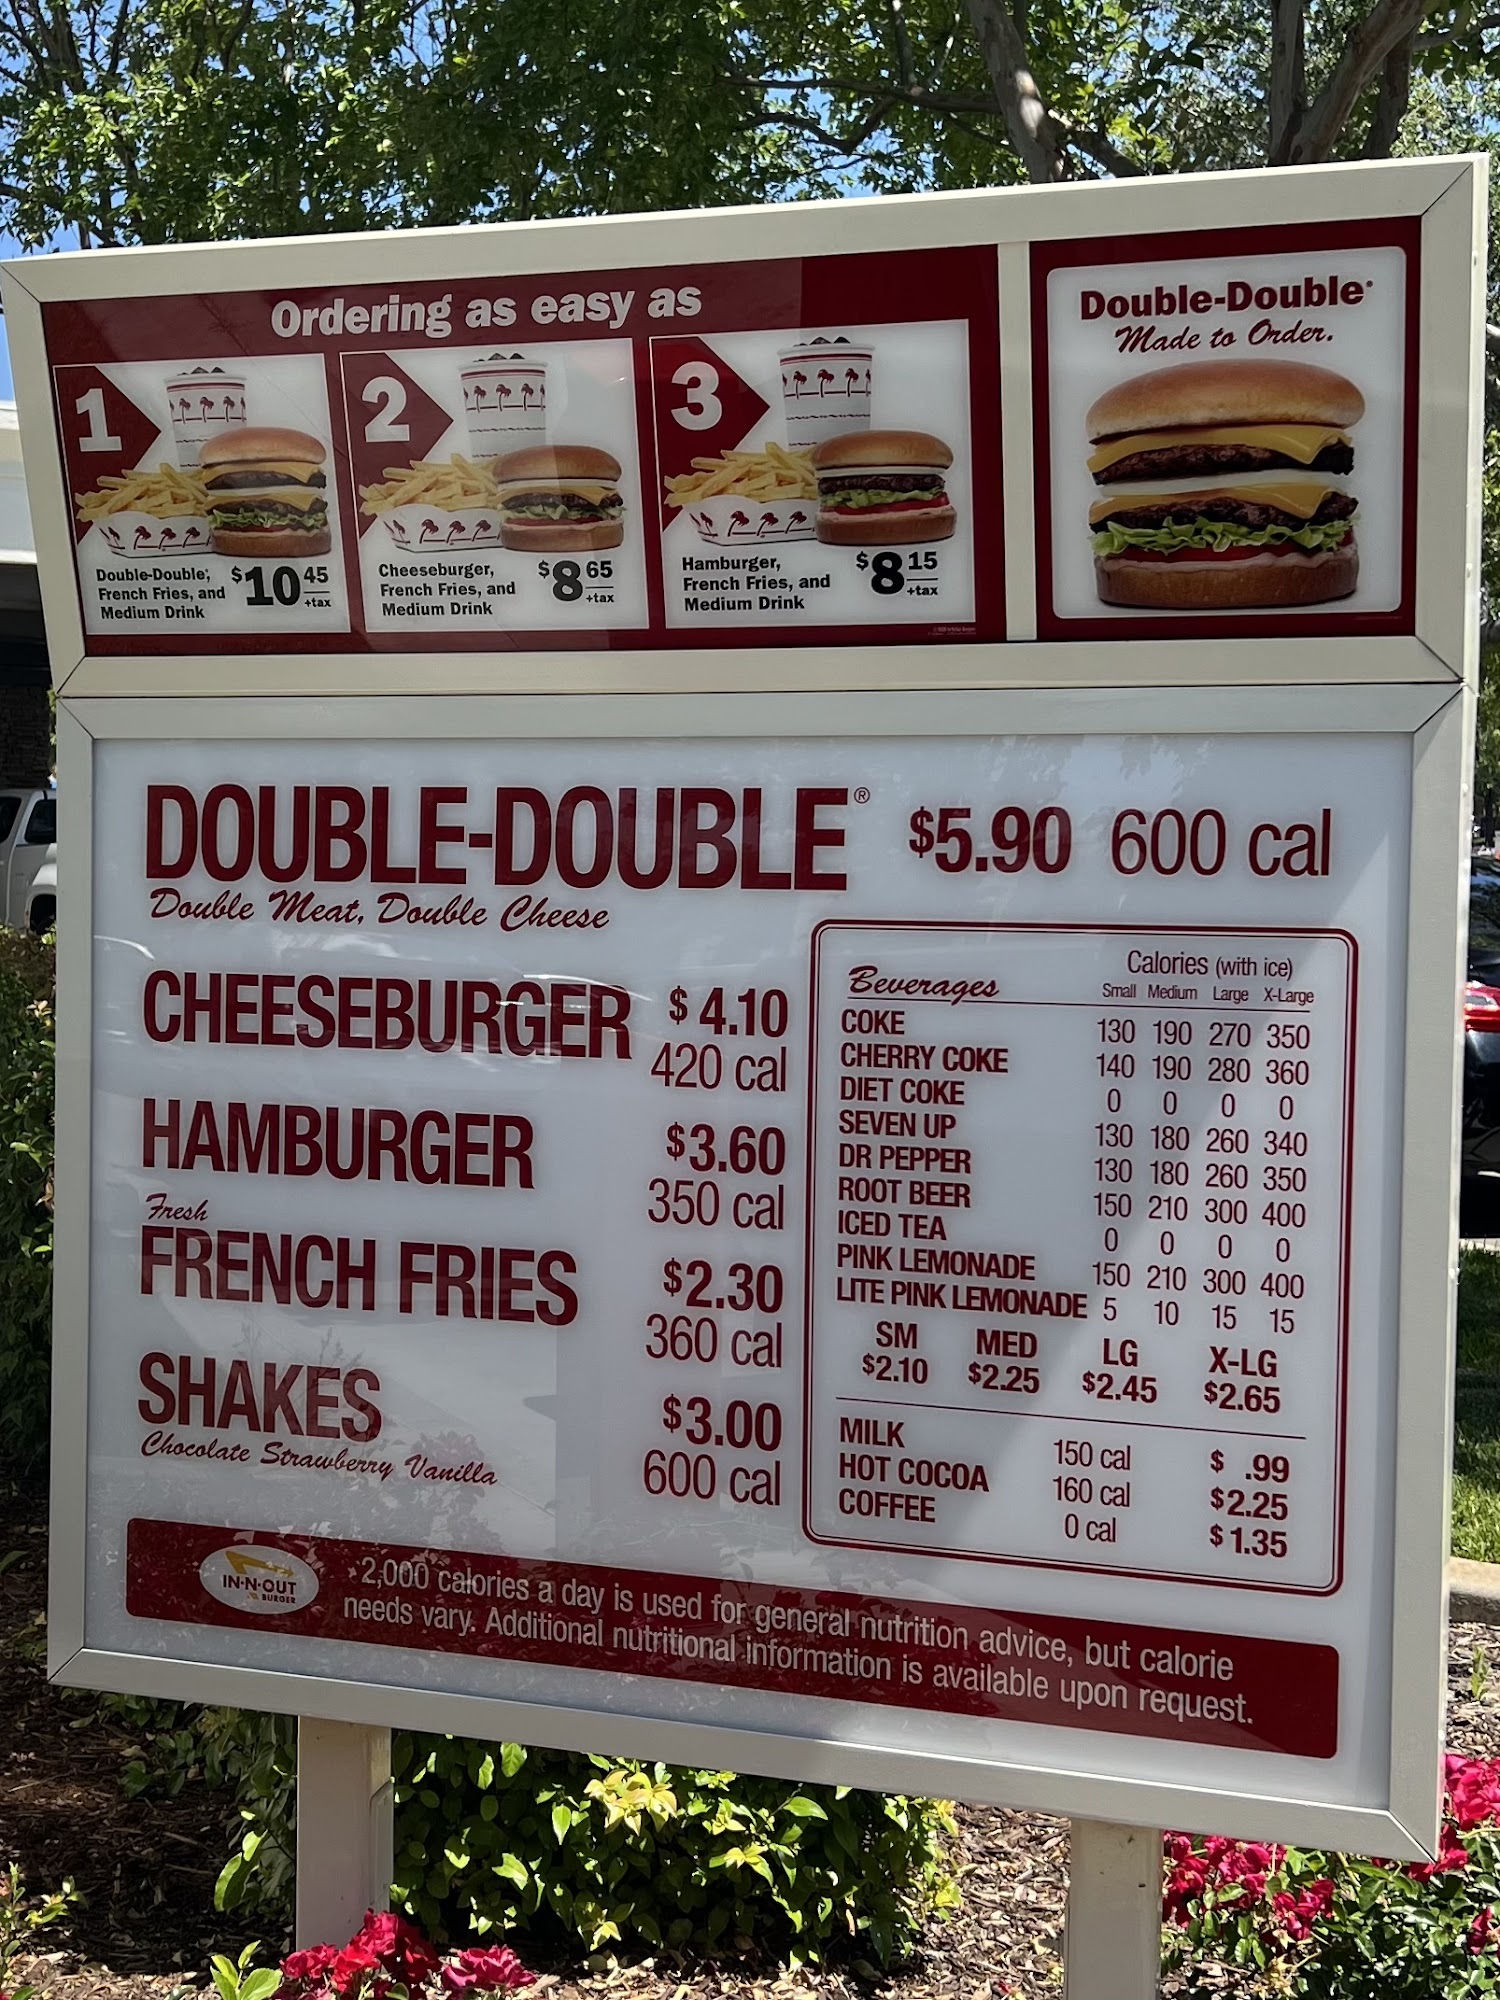 Ordering as easy as
1
Double-Double®,
French Fries, and
Medium Drink
$10 45
+tax
2
Cheeseburger,
French Fries, and
Medium Drink
$8 65
+tax
3
Hamburger,
French Fries, and
Medium Drink
$8 15
+tax
Double-Double®
Made to Order.
DOUBLE-DOUBLE® $5.90 600 cal
Double Meat, Double Cheese
CHEESEBURGER $4.10
420 cal
HAMBURGER $3.60
350 cal
Fresh
FRENCH FRIES $2.30
360 cal
SHAKES $3.00
Chocolate Strawberry Vanilla 600 cal
Beverages Calories (with ice)
Small Medium Large X-Large
COKE 130 190 270 350
CHERRY COKE 140 190 280 360
DIET COKE 0 0 0 0
SEVEN UP 130 180 260 340
DR PEPPER 130 180 260 350
ROOT BEER 150 210 300 400
ICED TEA 0 0 0 0
PINK LEMONADE 150 210 300 400
LITE PINK LEMONADE 5 10 15 15
SM MED LG X-LG
$2.10 $2.25 $2.45 $2.65
MILK 150 cal $ .99
HOT COCOA 160 cal $2.25
COFFEE 0 cal $1.35
IN-N-OUT
BURGER
*2,000 calories a day is used for general nutrition advice, but calorie
needs vary. Additional nutritional information is available upon request.